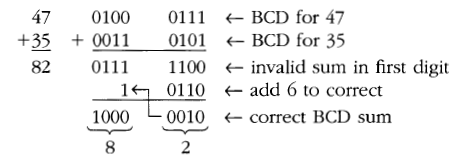 47 0100 0111 ← BCD for 47
+35 + 0011 0101 ← BCD for 35
82 0111 1100 ← invalid sum in first digit
1← 0110 ← add 6 to correct
1000 0010 ← correct BCD sum
8 2